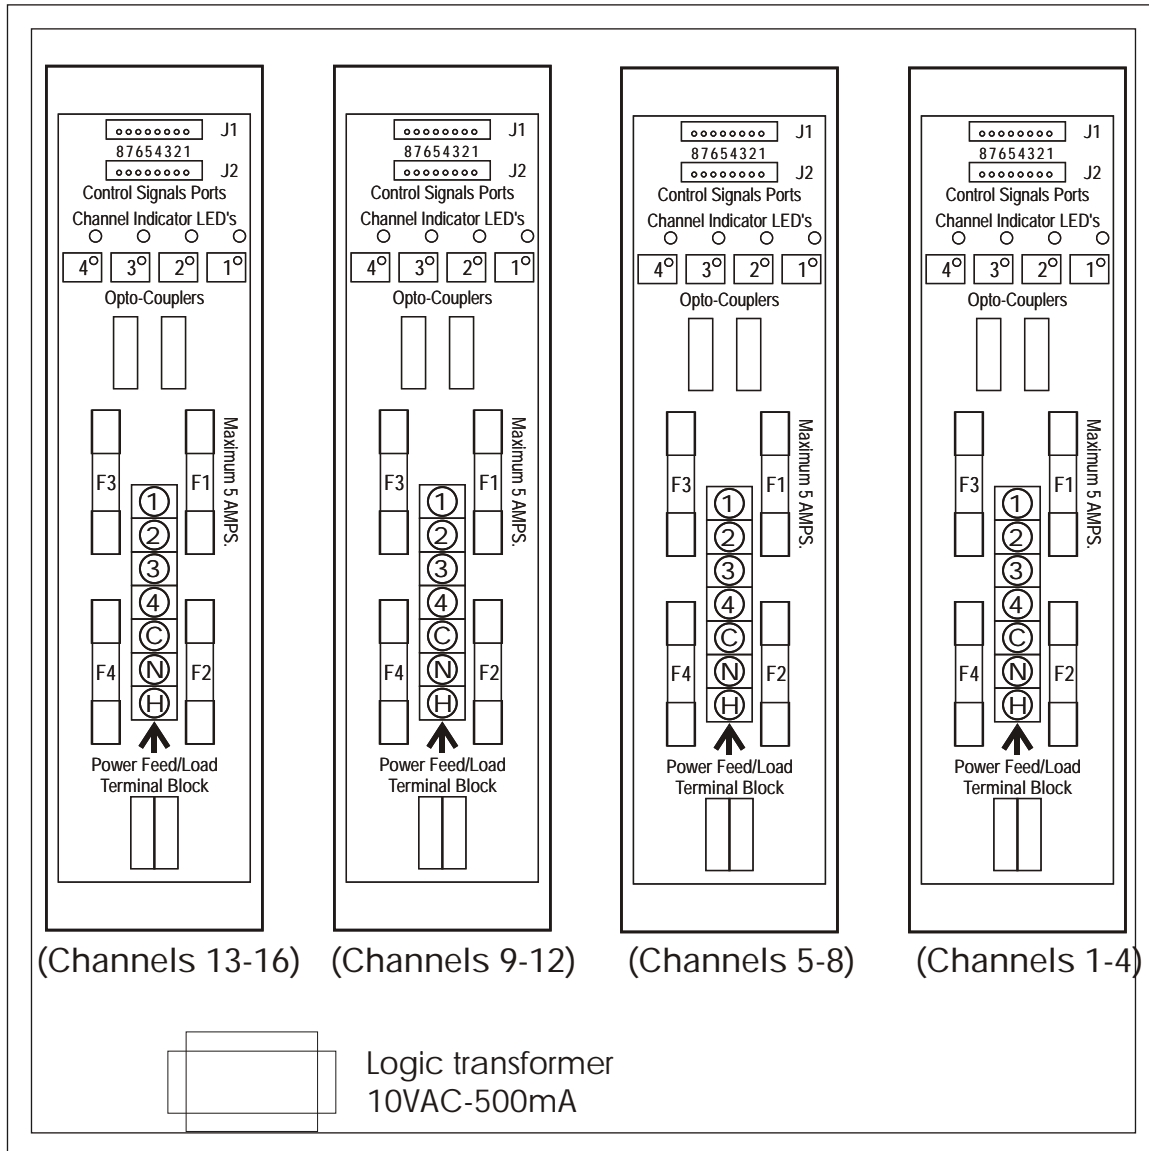 J1
87654321
J2
Control Signals Ports
Channel Indicator LED's
4 3 2 1
Opto-Couplers
Maximum 5 AMPS.
F3 F1
1
2
3
4
C
F4 N F2
H
Power Feed/Load
Terminal Block
(Channels 13-16)
J1
87654321
J2
Control Signals Ports
Channel Indicator LED's
4 3 2 1
Opto-Couplers
Maximum 5 AMPS.
F3 F1
1
2
3
4
C
F4 N F2
H
Power Feed/Load
Terminal Block
(Channels 9-12)
J1
87654321
J2
Control Signals Ports
Channel Indicator LED's
4 3 2 1
Opto-Couplers
Maximum 5 AMPS.
F3 F1
1
2
3
4
C
F4 N F2
H
Power Feed/Load
Terminal Block
(Channels 5-8)
J1
87654321
J2
Control Signals Ports
Channel Indicator LED's
4 3 2 1
Opto-Couplers
Maximum 5 AMPS.
F3 F1
1
2
3
4
C
F4 N F2
H
Power Feed/Load
Terminal Block
(Channels 1-4)
Logic transformer
10VAC-500mA